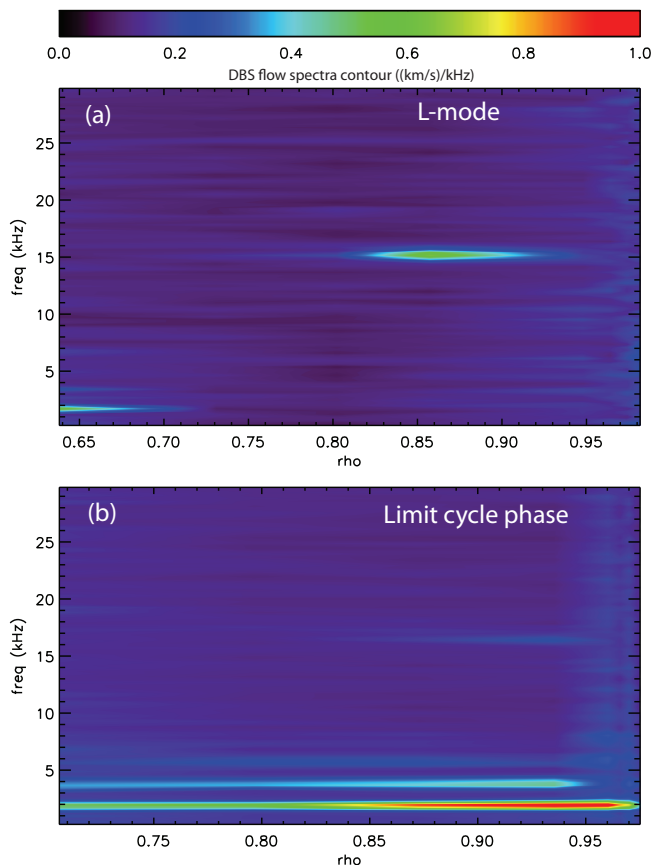 0.0 0.2 0.4 0.6 0.8 1.0
DBS flow spectra contour ((km/s)/kHz)
(a) L-mode
25
20
15
10
5
freq (kHz)
0.65 0.70 0.75 0.80 0.85 0.90 0.95
rho
(b) Limit cycle phase
25
20
15
10
5
freq (kHz)
0.75 0.80 0.85 0.90 0.95
rho